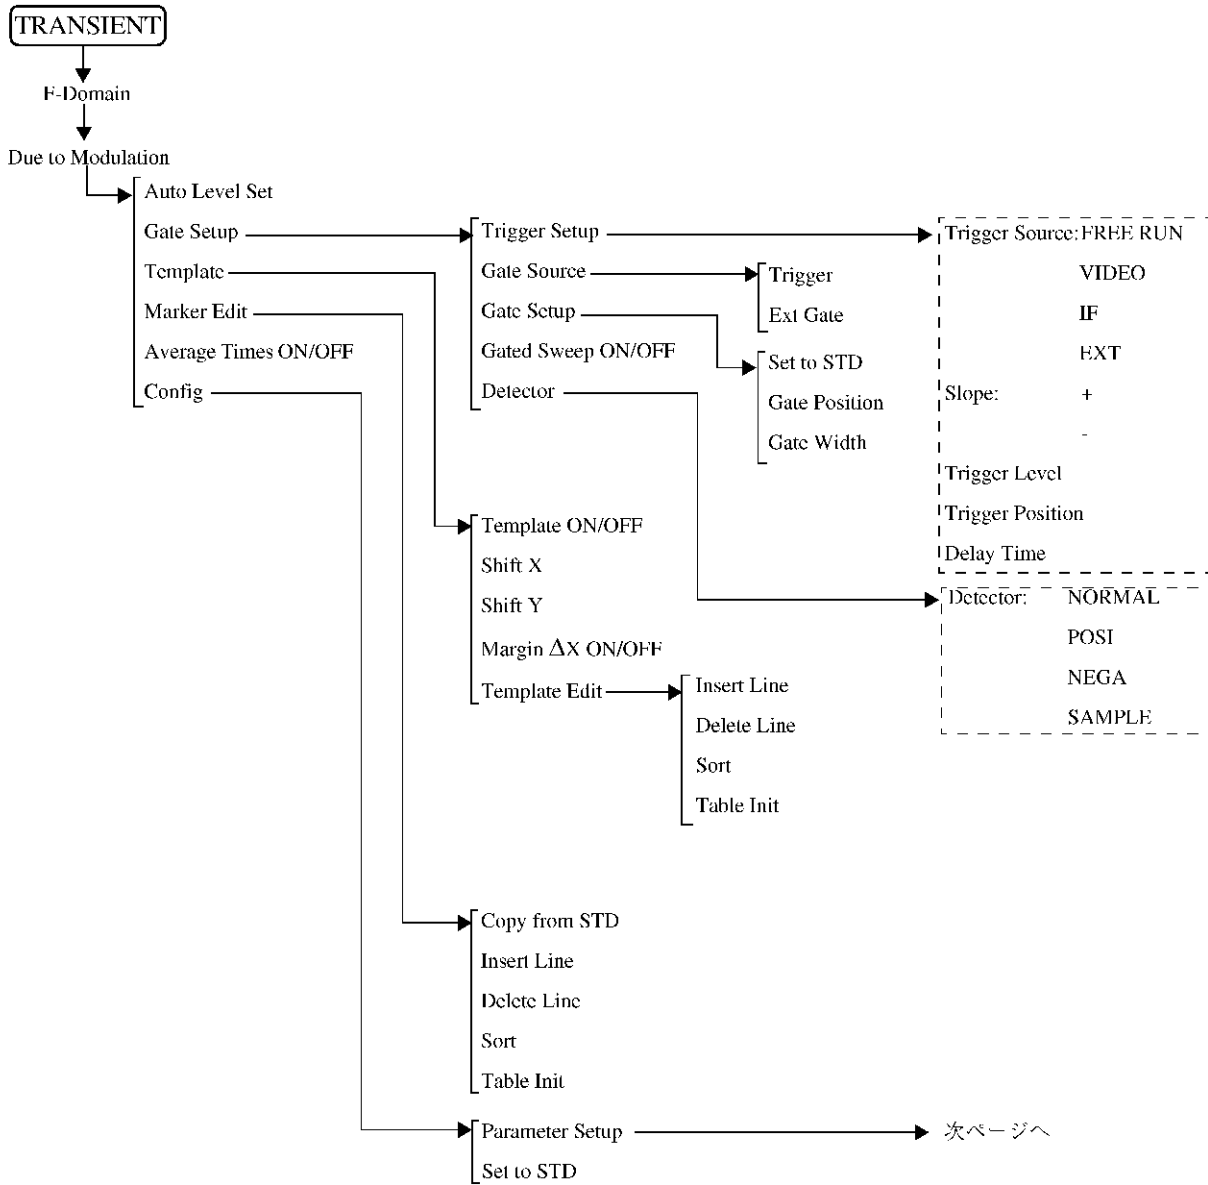 TRANSIENT
F-Domain
Due to Modulation
Auto Level Set
Gate Setup
Template
Marker Edit
Average Times ON/OFF
Config
Trigger Setup
Gate Source
Gate Setup
Gated Sweep ON/OFF
Detector
Trigger
Ext Gate
Set to STD
Gate Position
Gate Width
Trigger Source: FREE RUN
VIDEO
IF
EXT
Slope: +
-
Trigger Level
Trigger Position
Delay Time
Detector: NORMAL
POSI
NEGA
SAMPLE
Template ON/OFF
Shift X
Shift Y
Margin ΔX ON/OFF
Template Edit
Insert Line
Delete Line
Sort
Table Init
Copy from STD
Insert Line
Delete Line
Sort
Table Init
Parameter Setup
Set to STD
次ページへ